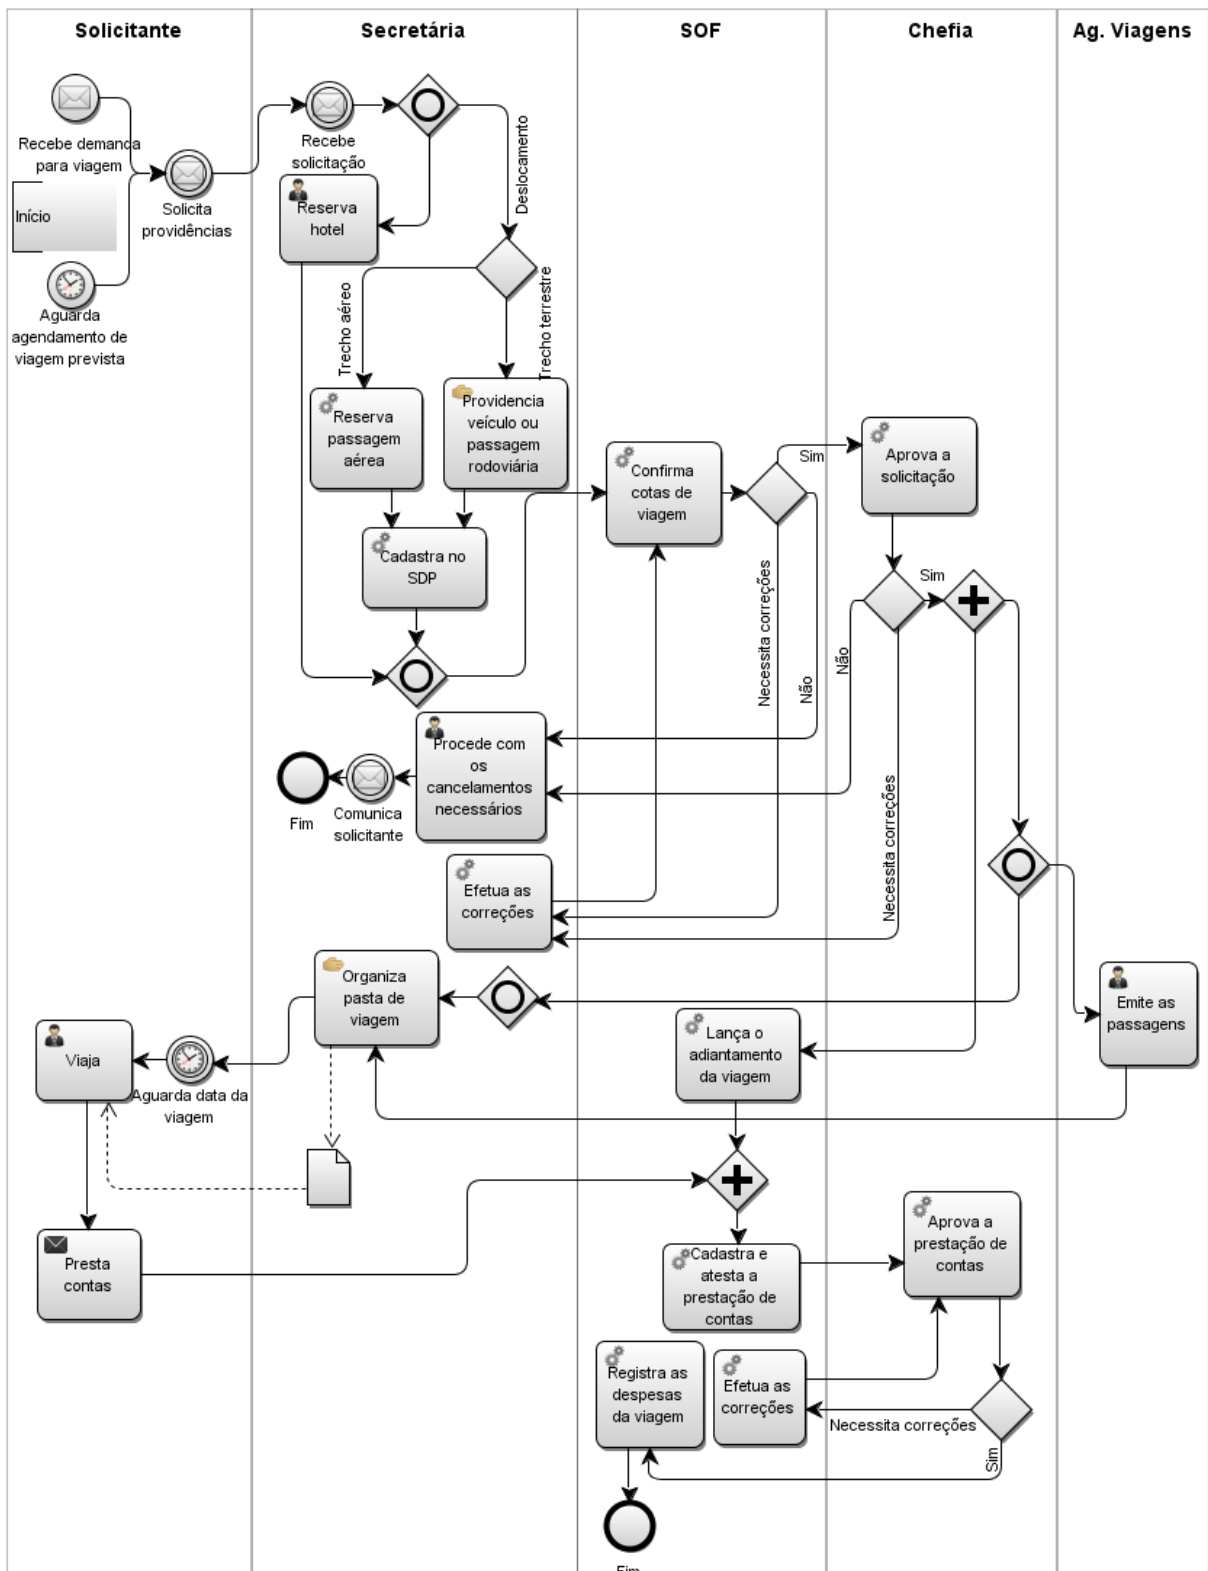 Solicitante
Secretária
SOF
Chefia
Ag. Viagens
Recebe demanda
para viagem
Início
Aguarda
agendamento de
viagem prevista
Solicita
providências
Recebe
solicitação
Deslocamento
Reserva
hotel
Trecho aéreo
Trecho terrestre
Reserva
passagem
aérea
Providencia
veículo ou
passagem
rodoviária
Cadastra no
SDP
Confirma
cotas de
viagem
Sim
Necessita correções
Não
Aprova a
solicitação
Sim
Não
Necessita correções
Procede com
os
cancelamentos
necessários
Comunica
solicitante
Fim
Efetua as
correções
Organiza
pasta de
viagem
Emite as
passagens
Lança o
adiantamento
da viagem
Viaja
Aguarda data da
viagem
Presta
contas
Cadastra e
atesta a
prestação de
contas
Aprova a
prestação de
contas
Registra as
despesas
da viagem
Efetua as
correções
Necessita correções
Sim
Fim